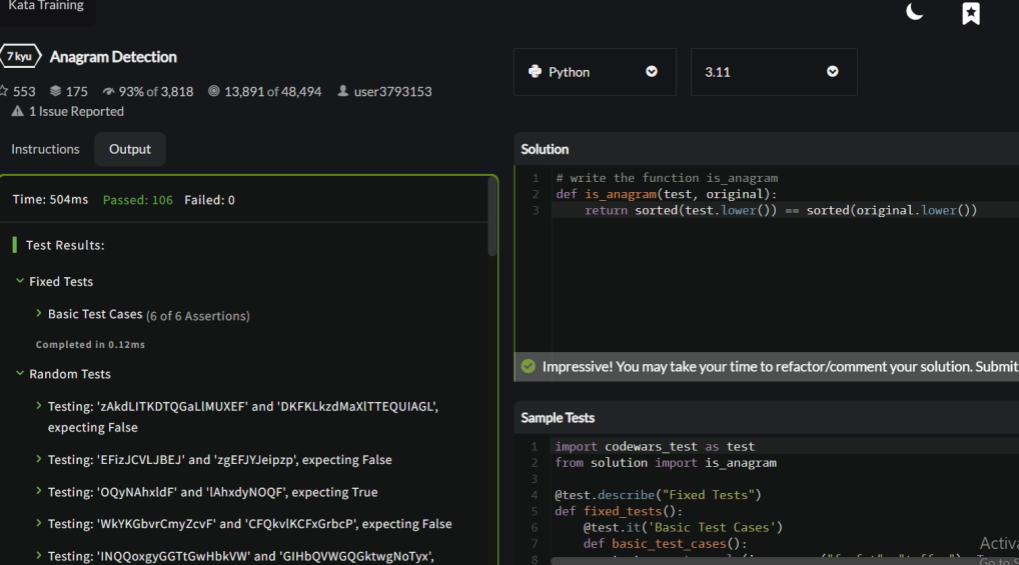 Kata Training
7 kyu Anagram Detection
553 175 93% of 3,818 13,891 of 48,494 user3793153
1 Issue Reported
Instructions Output
Time: 504ms Passed: 106 Failed: 0
Test Results:
Fixed Tests
Basic Test Cases (6 of 6 Assertions)
Completed in 0.12ms
Random Tests
Testing: 'zAkdLITKDTQGaLlMUXEF' and 'DKFKLkzdMaXlTTEQUIAGL',
expecting False
Testing: 'EFizJCVLJBEJ' and 'zgEFJYJeipzp', expecting False
Testing: 'OQyNAhxldF' and 'lAhxdyNOQF', expecting True
Testing: 'WkYKGbvrCmyZcvF' and 'CFQkvlKCFxGrbcP', expecting False
Testing: 'INQQoxgyGGTtGwHbkVW' and 'GIHbQVWGQGktwgNoTyx',
Python 3.11
Solution
1 # write the function is_anagram
2 def is_anagram(test, original):
3 return sorted(test.lower()) == sorted(original.lower())
Impressive! You may take your time to refactor/comment your solution. Submit
Sample Tests
1 import codewars_test as test
2 from solution import is_anagram
3
4 @test.describe("Fixed Tests")
5 def fixed_tests():
6 @test.it('Basic Test Cases')
7 def basic_test_cases():
8